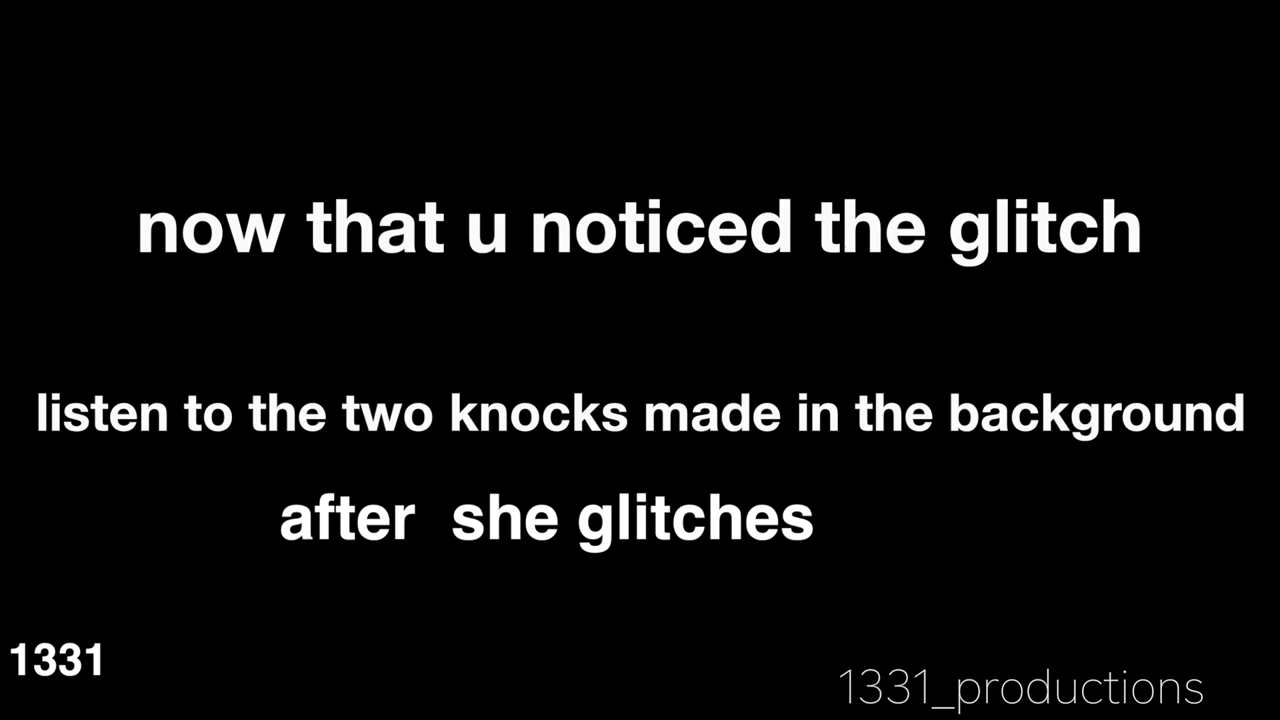 now that u noticed the glitch
listen to the two knocks made in the background
after  she glitches
1331
1331_productions